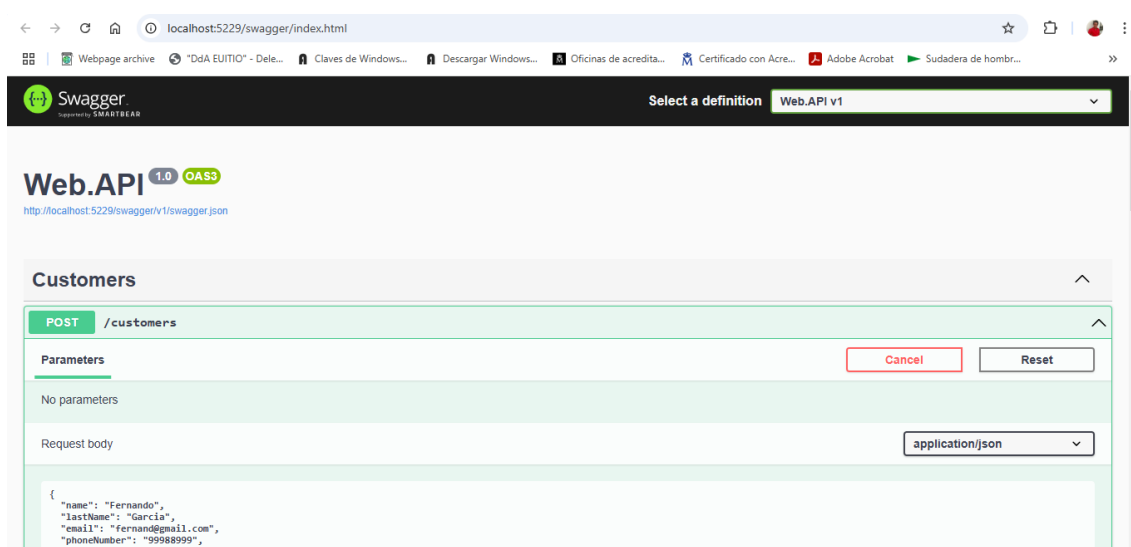 localhost:5229/swagger/index.html
Webpage archive "DdA EUITIO" - Dele... Claves de Windows... Descargar Windows... Oficinas de acredita... Certificado con Acre... Adobe Acrobat Sudadera de hombr... »
Swagger. Select a definition Web.API v1
Supported by SMARTBEAR
Web.API 1.0 OAS3
http://localhost:5229/swagger/v1/swagger.json
Customers
POST /customers
Parameters Cancel Reset
No parameters
Request body application/json
{
"name": "Fernando",
"lastName": "Garcia",
"email": "fernand@gmail.com",
"phoneNumber": "99988999",